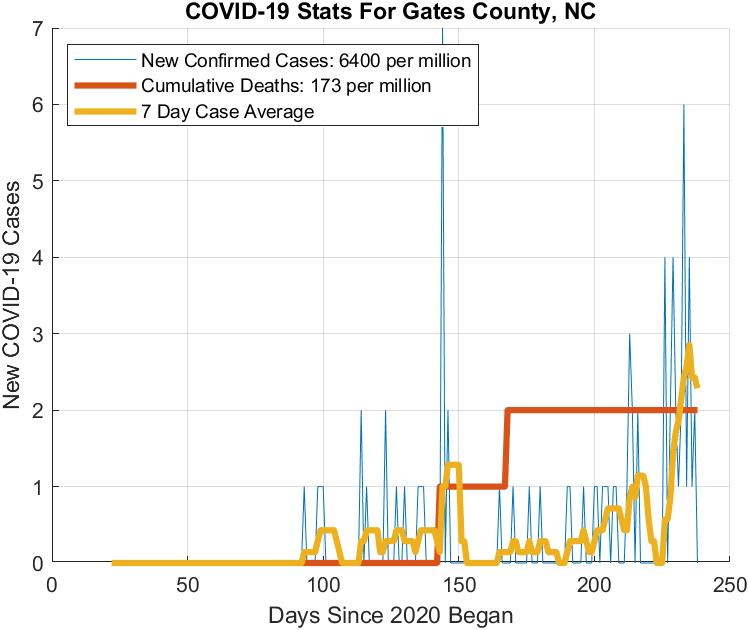 COVID-19 Stats For Gates County, NC
New Confirmed Cases: 6400 per million
Cumulative Deaths: 173 per million
7 Day Case Average
New COVID-19 Cases
7
6
5
4
3
2
1
0
0 50 100 150 200 250
Days Since 2020 Began